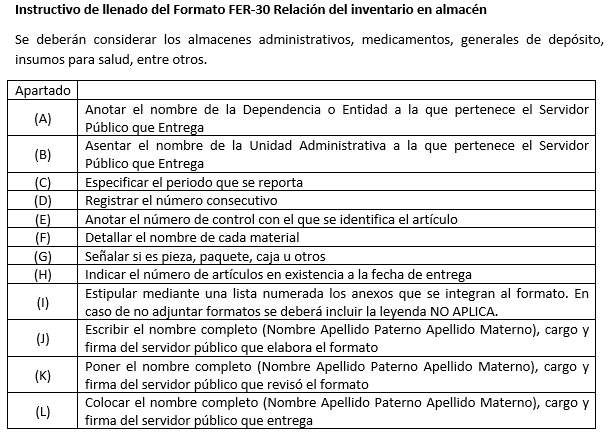 Instructivo de llenado del Formato FER-30 Relación del inventario en almacén
Se deberán considerar los almacenes administrativos, medicamentos, generales de depósito,
insumos para salud, entre otros.
Apartado
(A) Anotar el nombre de la Dependencia o Entidad a la que pertenece el Servidor
Público que Entrega
(B) Asentar el nombre de la Unidad Administrativa a la que pertenece el Servidor
Público que Entrega
(C) Especificar el periodo que se reporta
(D) Registrar el número consecutivo
(E) Anotar el número de control con el que se identifica el artículo
(F) Detallar el nombre de cada material
(G) Señalar si es pieza, paquete, caja u otros
(H) Indicar el número de artículos en existencia a la fecha de entrega
(I) Estipular mediante una lista numerada los anexos que se integran al formato. En
caso de no adjuntar formatos se deberá incluir la leyenda NO APLICA.
(J) Escribir el nombre completo (Nombre Apellido Paterno Apellido Materno), cargo y
firma del servidor público que elabora el formato
(K) Poner el nombre completo (Nombre Apellido Paterno Apellido Materno), cargo y
firma del servidor público que revisó el formato
(L) Colocar el nombre completo (Nombre Apellido Paterno Apellido Materno), cargo y
firma del servidor público que entrega